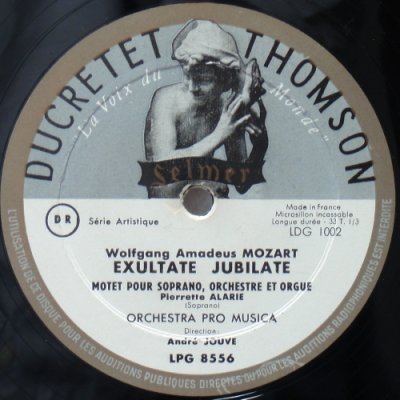 DUCRETET THOMSON
"La Voix du Monde"
Selmer
DR
Série Artistique
Made in France
Microsillon incassable
Longue durée - 33 T. 1/3
LDG 1002
Wolfgang Amadeus MOZART
EXULTATE JUBILATE
MOTET POUR SOPRANO, ORCHESTRE ET ORGUE
Pierrette ALARIE
(Soprano)
ORCHESTRA PRO MUSICA
Direction:
André JOUVE
LPG 8556
L'UTILISATION DE CE DISQUE POUR LES AUDITIONS PUBLIQUES DIRECTES OU POUR LES AUDITIONS RADIOPHONIQUES EST INTERDITE